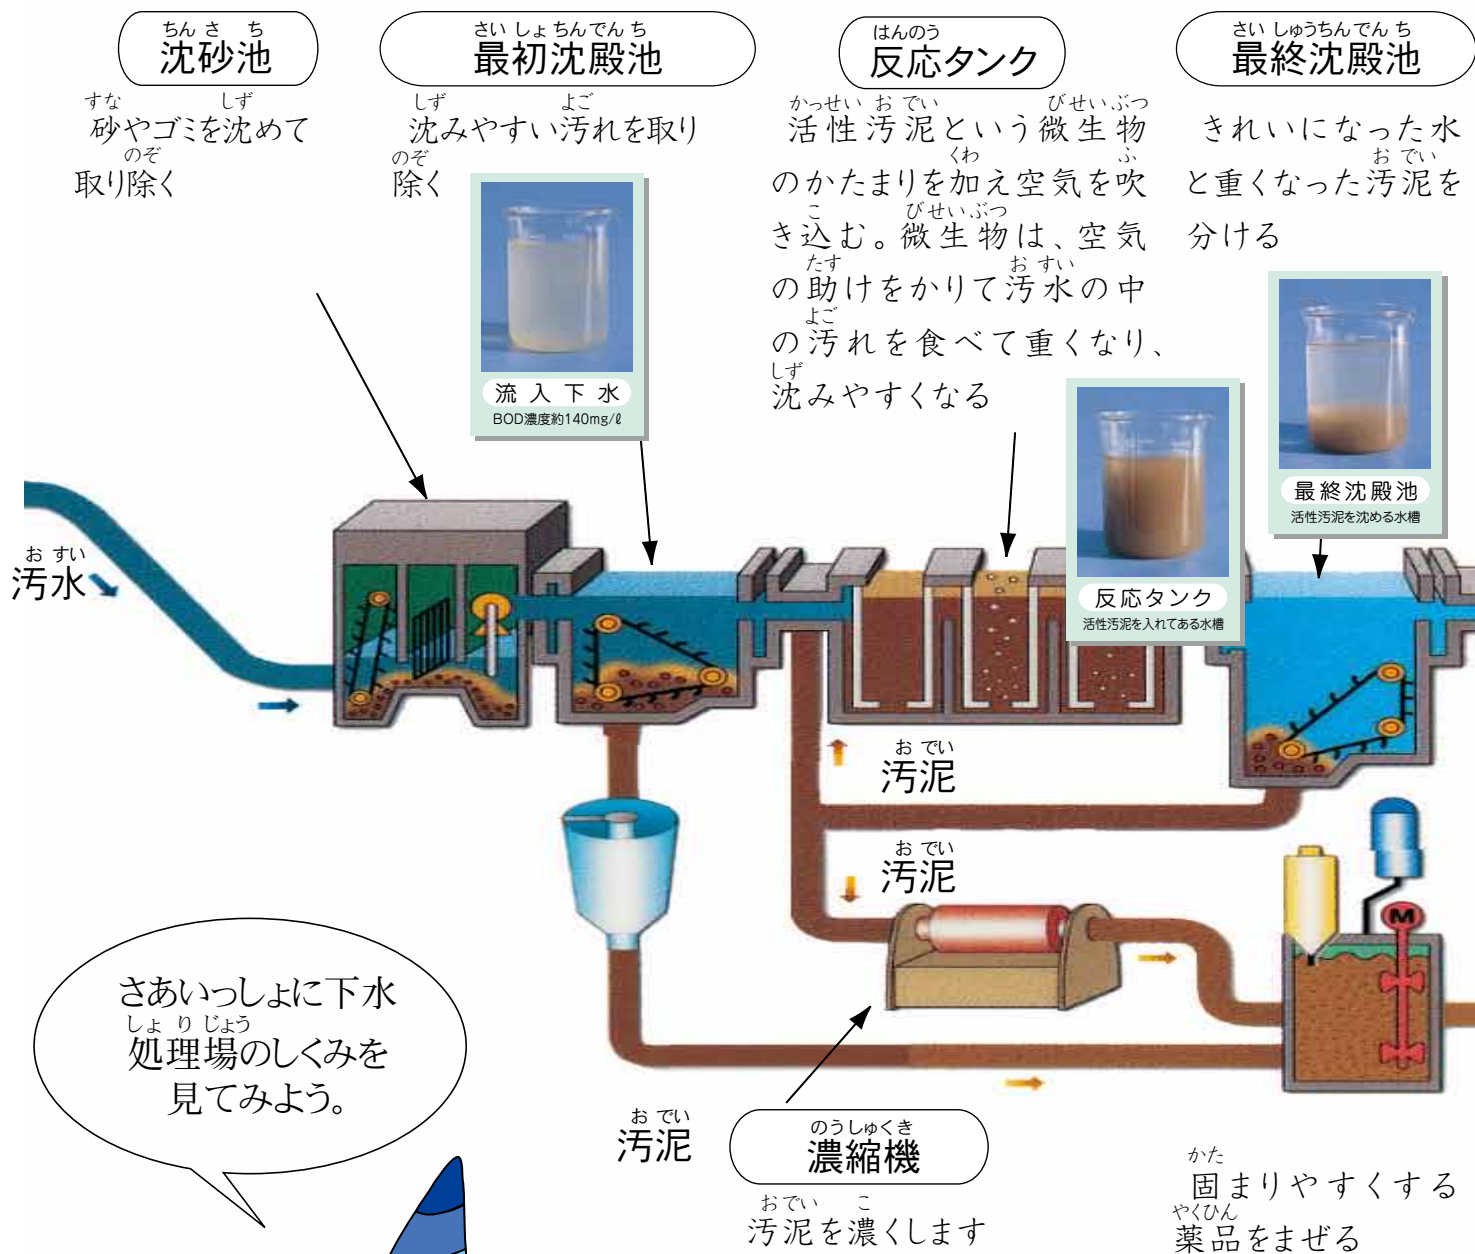 ちんさち
沈砂池
すな しず
砂やゴミを沈めて
のぞ
取り除く
さいしょちんでんち
最初沈殿池
しず よご
沈みやすい汚れを取り
のぞ
除く
流入下水
BOD濃度約140mg/ℓ
はんのう
反応タンク
かっせいおでい びせいぶつ
活性汚泥という微生物
くわ ふ
のかたまりを加え空気を吹
こ びせいぶつ
き込む。微生物は、空気
たす おすい
の助けをかりて汚水の中
よご
の汚れを食べて重くなり、
しず
沈みやすくなる
反応タンク
活性汚泥を入れてある水槽
さいしゅうちんでんち
最終沈殿池
きれいになった水
おでい
と重くなった汚泥を
分ける
最終沈殿池
活性汚泥を沈める水槽
おすい
汚水
おでい
汚泥
おでい
汚泥
M
さあいっしょに下水
しょりじょう
処理場のしくみを
見てみよう。
おでい
汚泥
のうしゅくき
濃縮機
おでい こ
汚泥を濃くします
かた
固まりやすくする
やくひん
薬品をまぜる